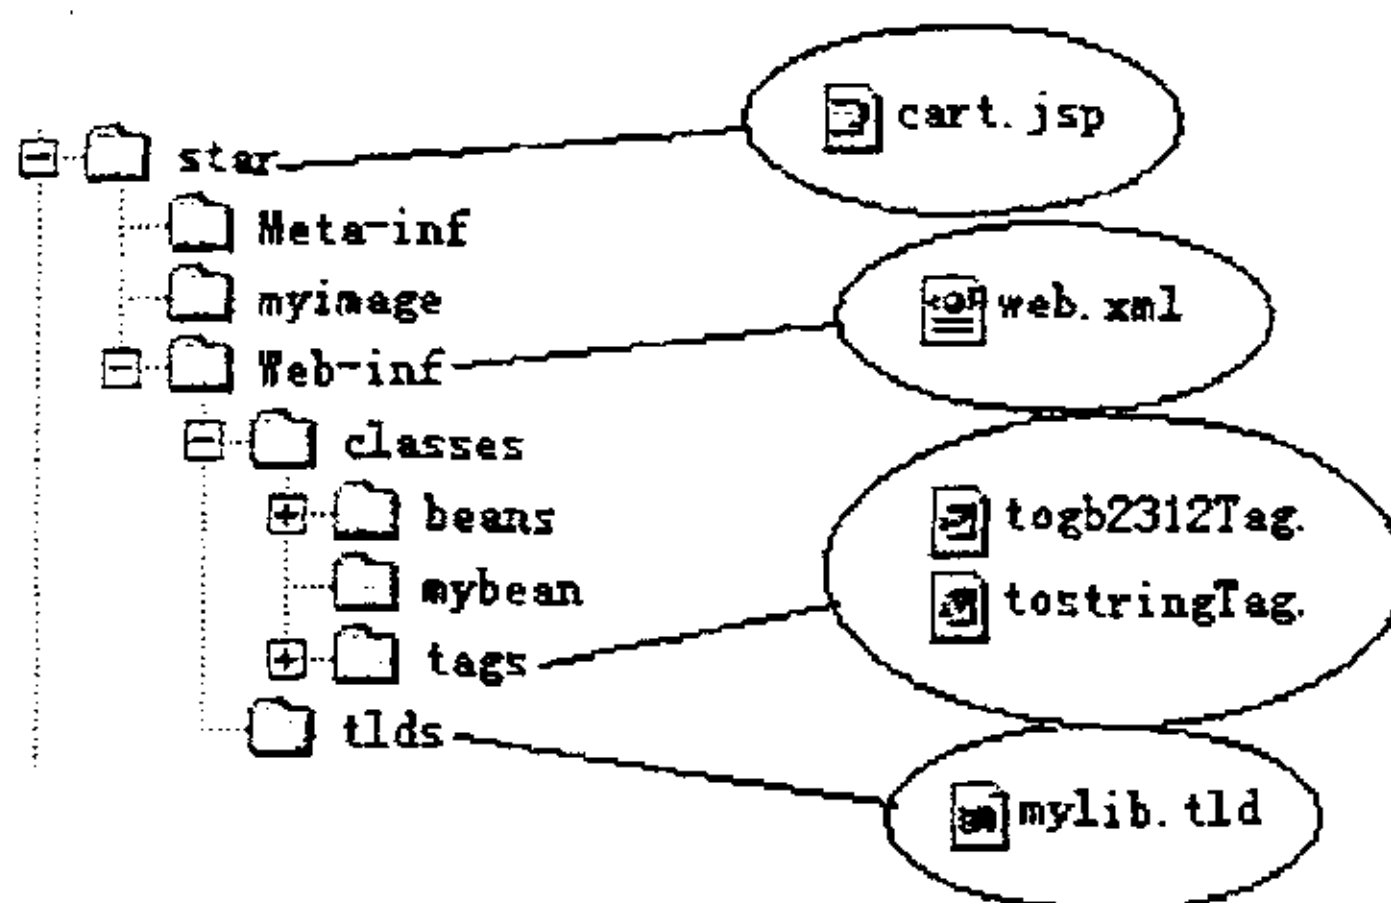 cart.jsp
star
Meta-inf
myimage
web.xml
Web-inf
classes
beans
togb2312Tag.
mybean
tostringTag.
tags
tlds
mylib.tld